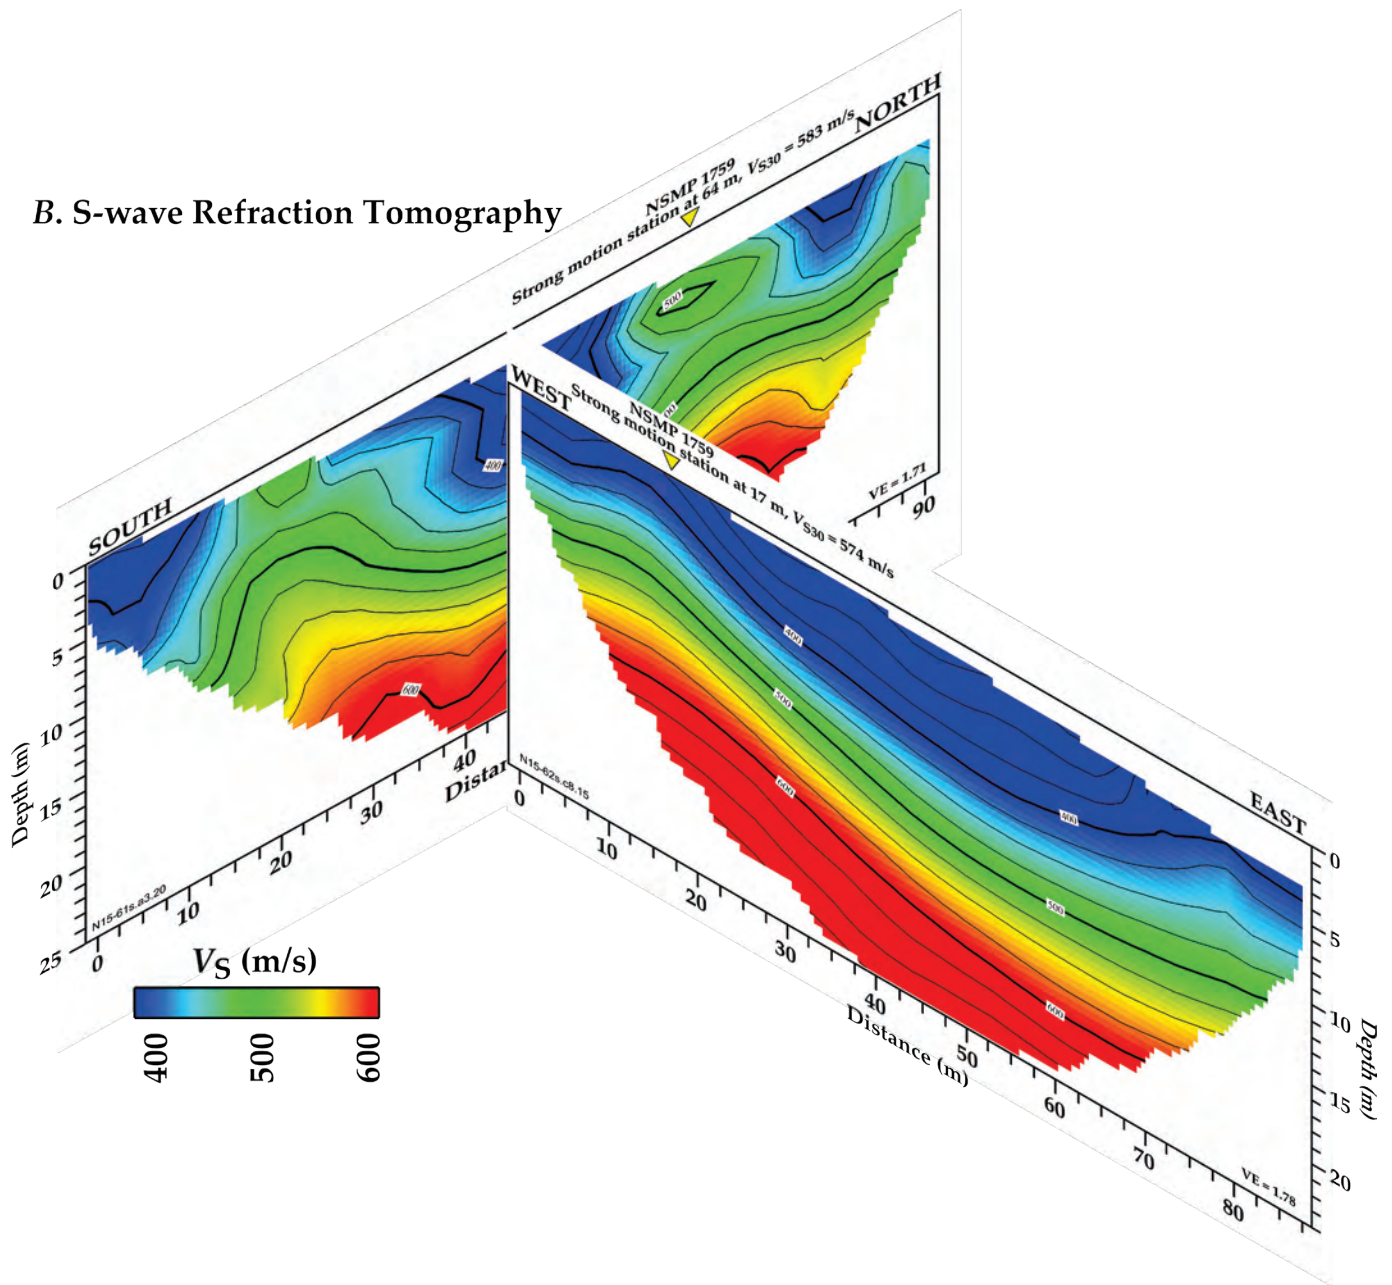 B. S-wave Refraction Tomography
NORTH
NSMP 1759
Strong motion station at 64 m, VS30 = 583 m/s
500
00
VE = 1.71
90
SOUTH
400
600
0
5
10
15
20
25
Depth (m)
N15-61s.a3.20
0
10
20
30
40
Distan
WEST
NSMP 1759
Strong motion station at 17 m, VS30 = 574 m/s
400
500
600
400
500
600
EAST
N15-62s.c8.15
0
10
20
30
40
50
60
70
80
Distance (m)
VE = 1.78
0
5
10
15
20
Depth (m)
VS (m/s)
400
500
600